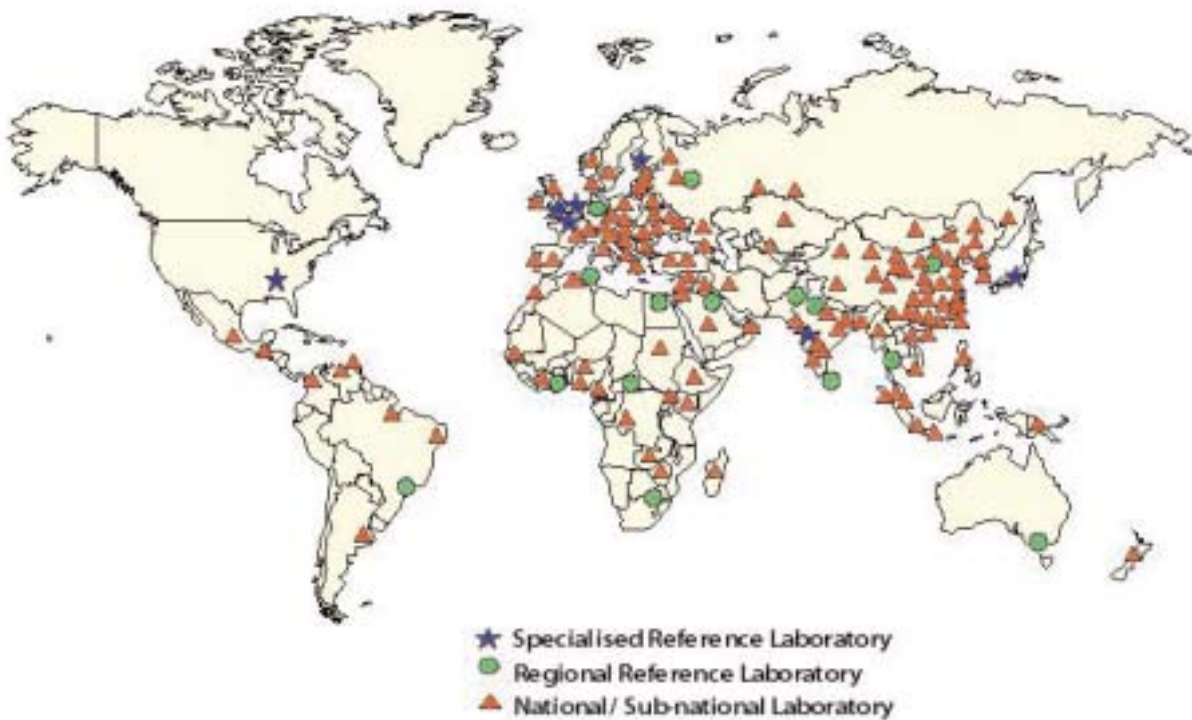 Specialised Reference Laboratory
Regional Reference Laboratory
National/ Sub-national Laboratory